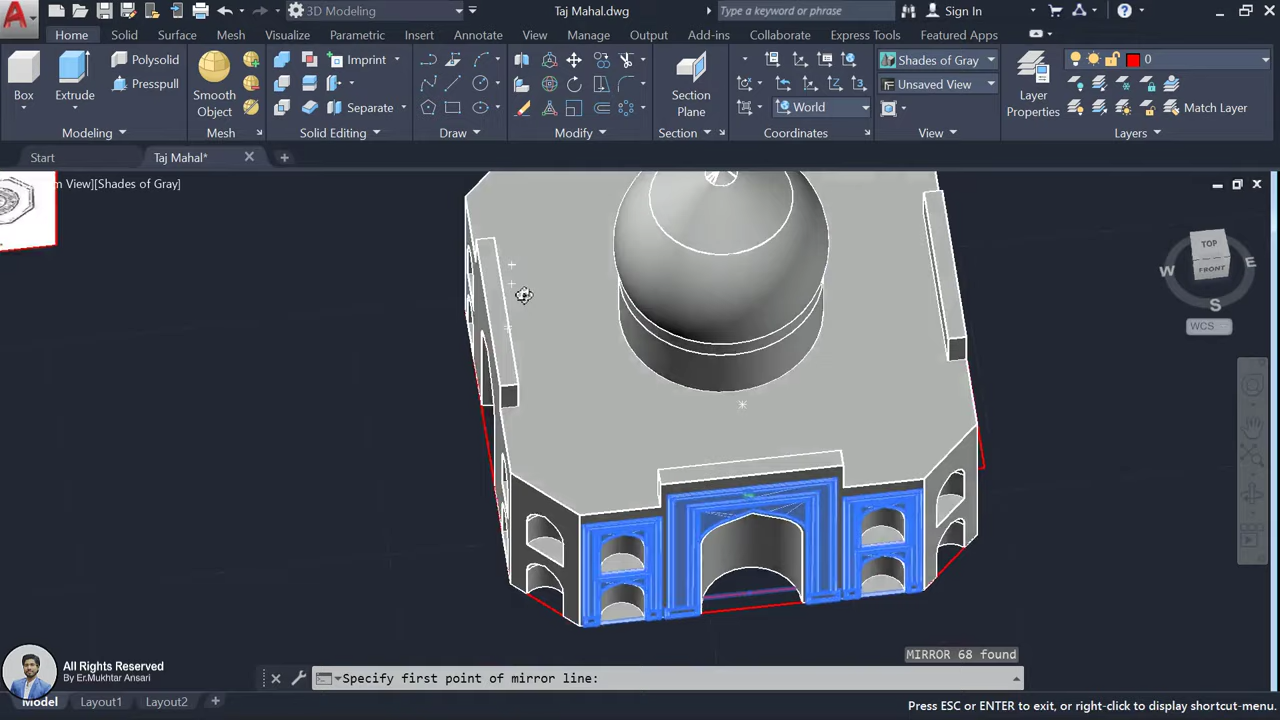 3D Modeling
Taj Mahal.dwg
Type a keyword or phrase
Sign In
Home Solid Surface Mesh Visualize Parametric Insert Annotate View Manage Output Add-ins Collaborate Express Tools Featured Apps
Box
Extrude
Polysolid
Presspull
Smooth
Object
Imprint
Separate
Section
Plane
World
Shades of Gray
Unsaved View
Layer
Properties
0
Match Layer
Modeling Mesh Solid Editing Draw Modify Section Coordinates View Layers
Start Taj Mahal*
m View][Shades of Gray]
TOP
FRONT
W E
S
WCS
MIRROR 68 found
Specify first point of mirror line:
All Rights Reserved
By Er.Mukhtar Ansari
Model Layout1 Layout2
Press ESC or ENTER to exit, or right-click to display shortcut-menu.